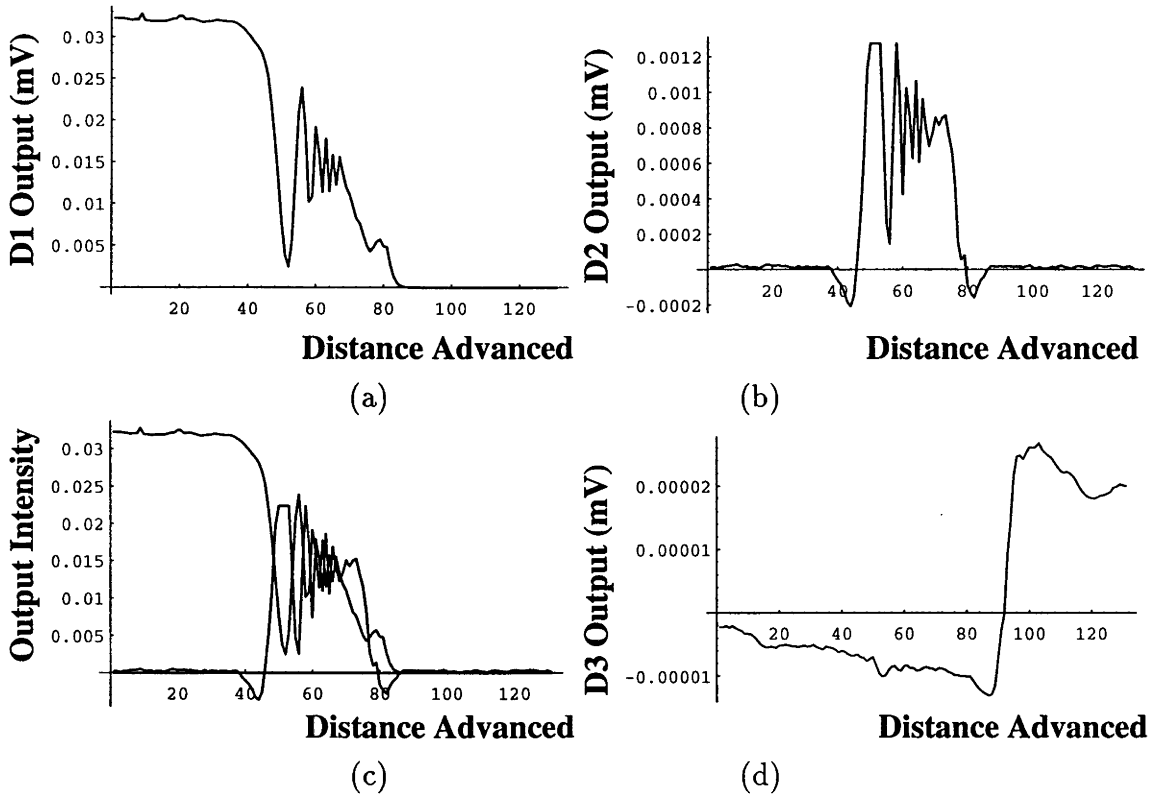 D1 Output (mV)
0.03
0.025
0.02
0.015
0.01
0.005
20 40 60 80 100 120
Distance Advanced
(a)
D2 Output (mV)
0.0012
0.001
0.0008
0.0006
0.0004
0.0002
-0.0002
20 40 60 80 100 120
Distance Advanced
(b)
Output Intensity
0.03
0.025
0.02
0.015
0.01
0.005
20 40 60 80 100 120
Distance Advanced
(c)
D3 Output (mV)
0.00002
0.00001
-0.00001
20 40 60 80 100 120
Distance Advanced
(d)